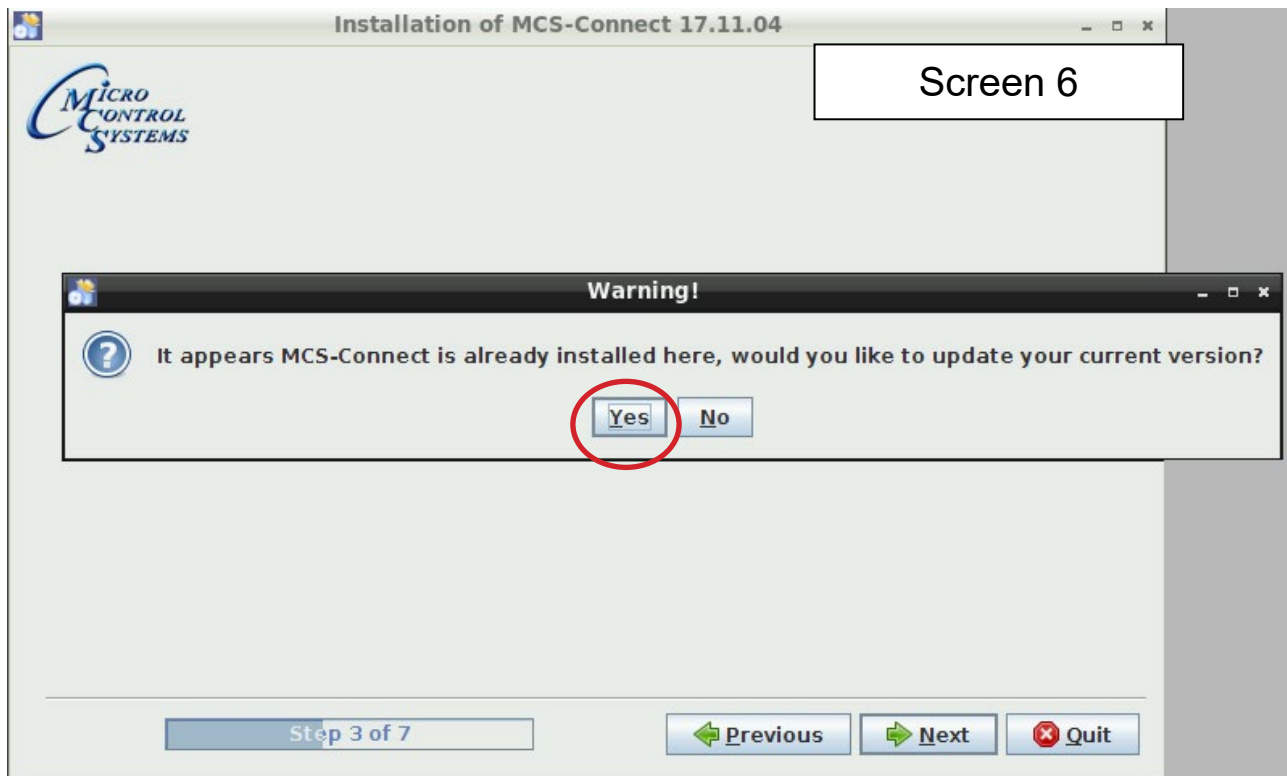 Installation of MCS-Connect 17.11.04
Screen 6
MICRO
CONTROL
SYSTEMS
Warning!
It appears MCS-Connect is already installed here, would you like to update your current version?
Yes No
Step 3 of 7 Previous Next Quit